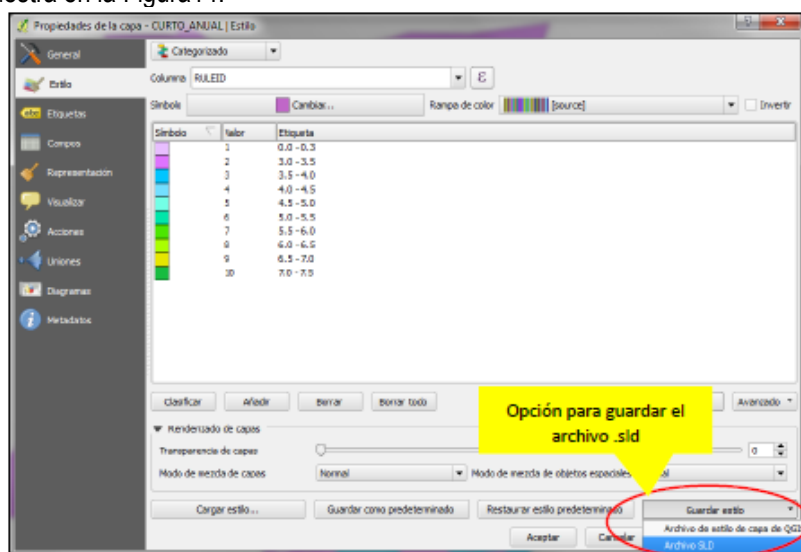 Propiedades de la capa - CURTO_ANUAL | Estilo
General
Estilo
Etiquetas
Campos
Representación
Visualizar
Acciones
Uniones
Diagramas
Metadatos
Categorizado
Columna RULEID ε
Símbolo Cambiar... Rampa de color [source] Invertir
Símbolo Valor Etiqueta
1 0.0 - 0.3
2 3.0 - 3.5
3 3.5 - 4.0
4 4.0 - 4.5
5 4.5 - 5.0
6 5.0 - 5.5
7 5.5 - 6.0
8 6.0 - 6.5
9 6.5 - 7.0
10 7.0 - 7.5
Clasificar Añadir Borrar Borrar todo Avanzado
Opción para guardar el
archivo .sld
Renderizado de capas
Transparencia de capas 0
Modo de mezcla de capas Normal Modo de mezcla de objetos espaciales
Cargar estilo... Guardar como predeterminado Restaurar estilo predeterminado Guardar estilo
Aceptar Cancelar
Archivo de estilo de capa de QGI
Archivo SLD